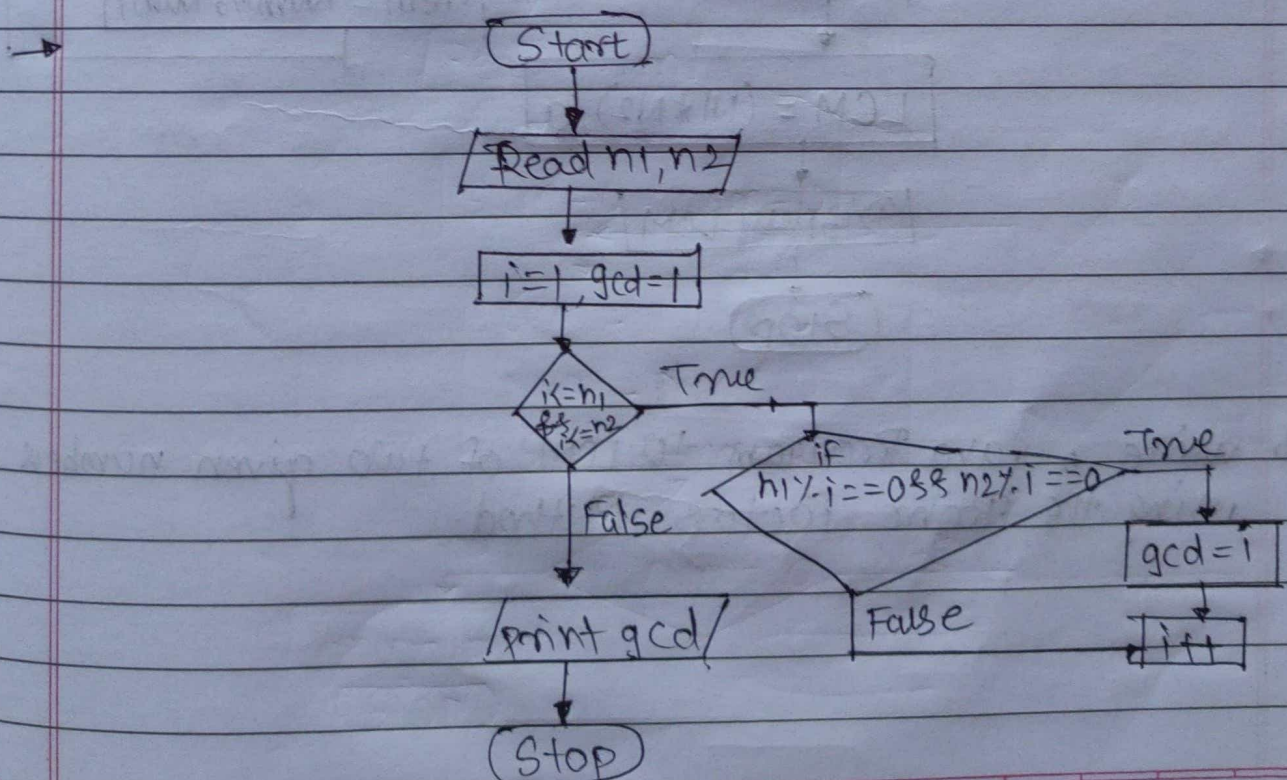 Start
Read n1, n2
i=1, gcd=1
i<=n1
&&
i<=n2
True
if
n1%i==0 && n2%i==0
True
False
gcd=i
print gcd
False
i++
Stop